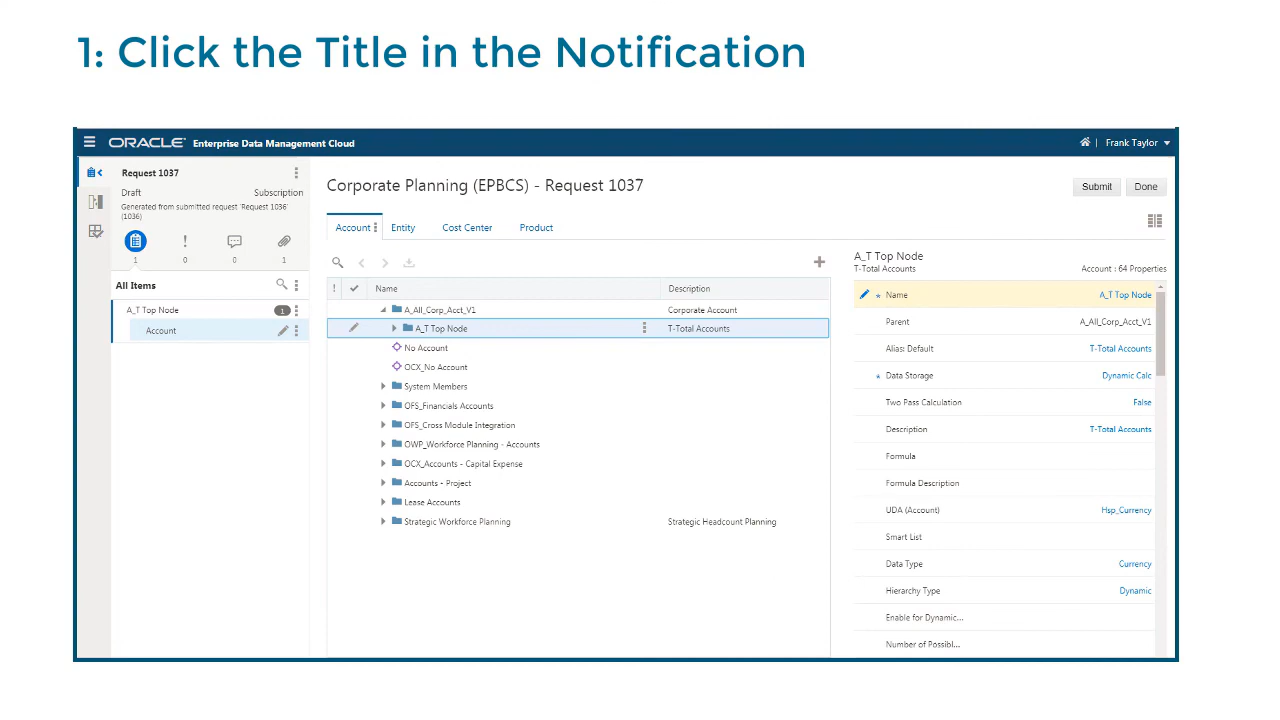 1: Click the Title in the Notification
ORACLE Enterprise Data Management Cloud
Frank Taylor
Request 1037
Draft Subscription
Generated from submitted request 'Request 1036'
(1036)
1 0 0 1
All Items
A_T Top Node 1
Account
Corporate Planning (EPBCS) - Request 1037
Submit Done
Account Entity Cost Center Product
! Name Description
A_All_Corp_Acct_V1 Corporate Account
A_T Top Node T-Total Accounts
No Account
OCX_No Account
System Members
OFS_Financials Accounts
OFS_Cross Module Integration
OWP_Workforce Planning - Accounts
OCX_Accounts - Capital Expense
Accounts - Project
Lease Accounts
Strategic Workforce Planning Strategic Headcount Planning
A_T Top Node
T-Total Accounts Account : 64 Properties
* Name A_T Top Node
Parent A_All_Corp_Acct_V1
Alias: Default T-Total Accounts
* Data Storage Dynamic Calc
Two Pass Calculation False
Description T-Total Accounts
Formula
Formula Description
UDA (Account) Hsp_Currency
Smart List
Data Type Currency
Hierarchy Type Dynamic
Enable for Dynamic...
Number of Possibl...